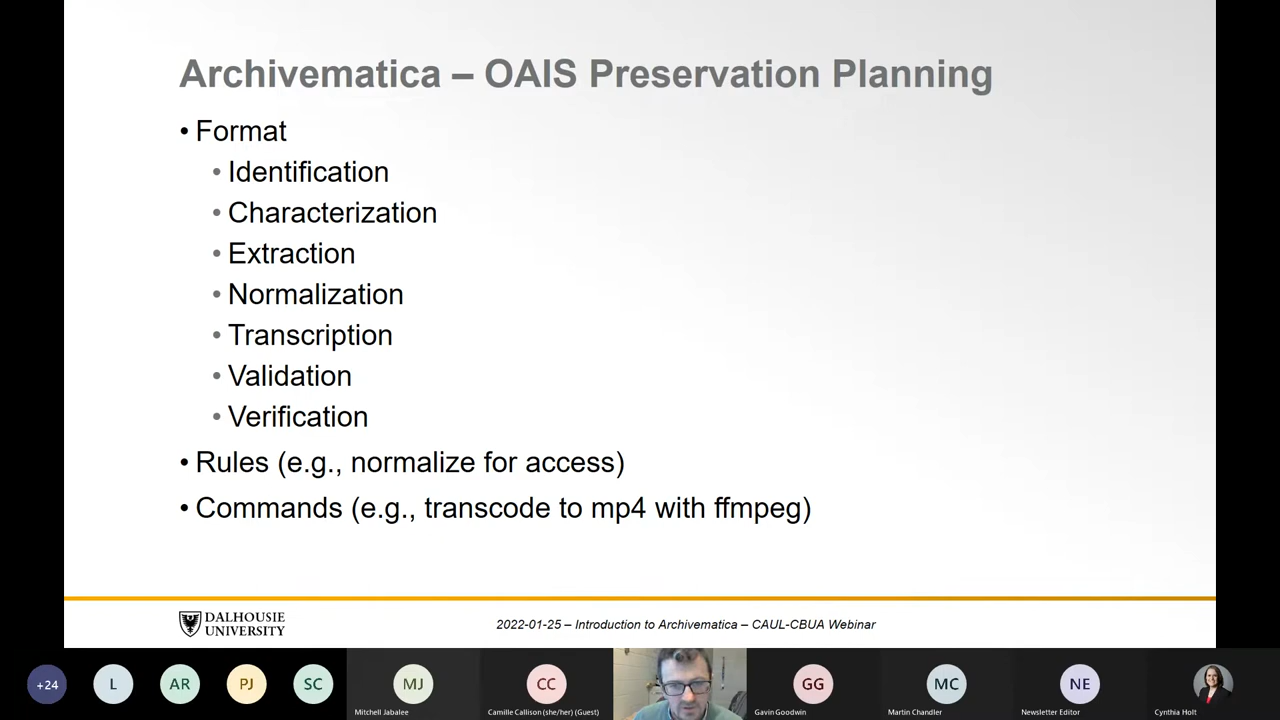 Archivematica – OAIS Preservation Planning
• Format
• Identification
• Characterization
• Extraction
• Normalization
• Transcription
• Validation
• Verification
• Rules (e.g., normalize for access)
• Commands (e.g., transcode to mp4 with ffmpeg)
DALHOUSIE
UNIVERSITY
2022-01-25 – Introduction to Archivematica – CAUL-CBUA Webinar
+24
L
AR
PJ
SC
MJ
CC
GG
MC
NE
Mitchell Jabalee
Camille Callison (she/her) (Guest)
Gavin Goodwin
Martin Chandler
Newsletter Editor
Cynthia Holt